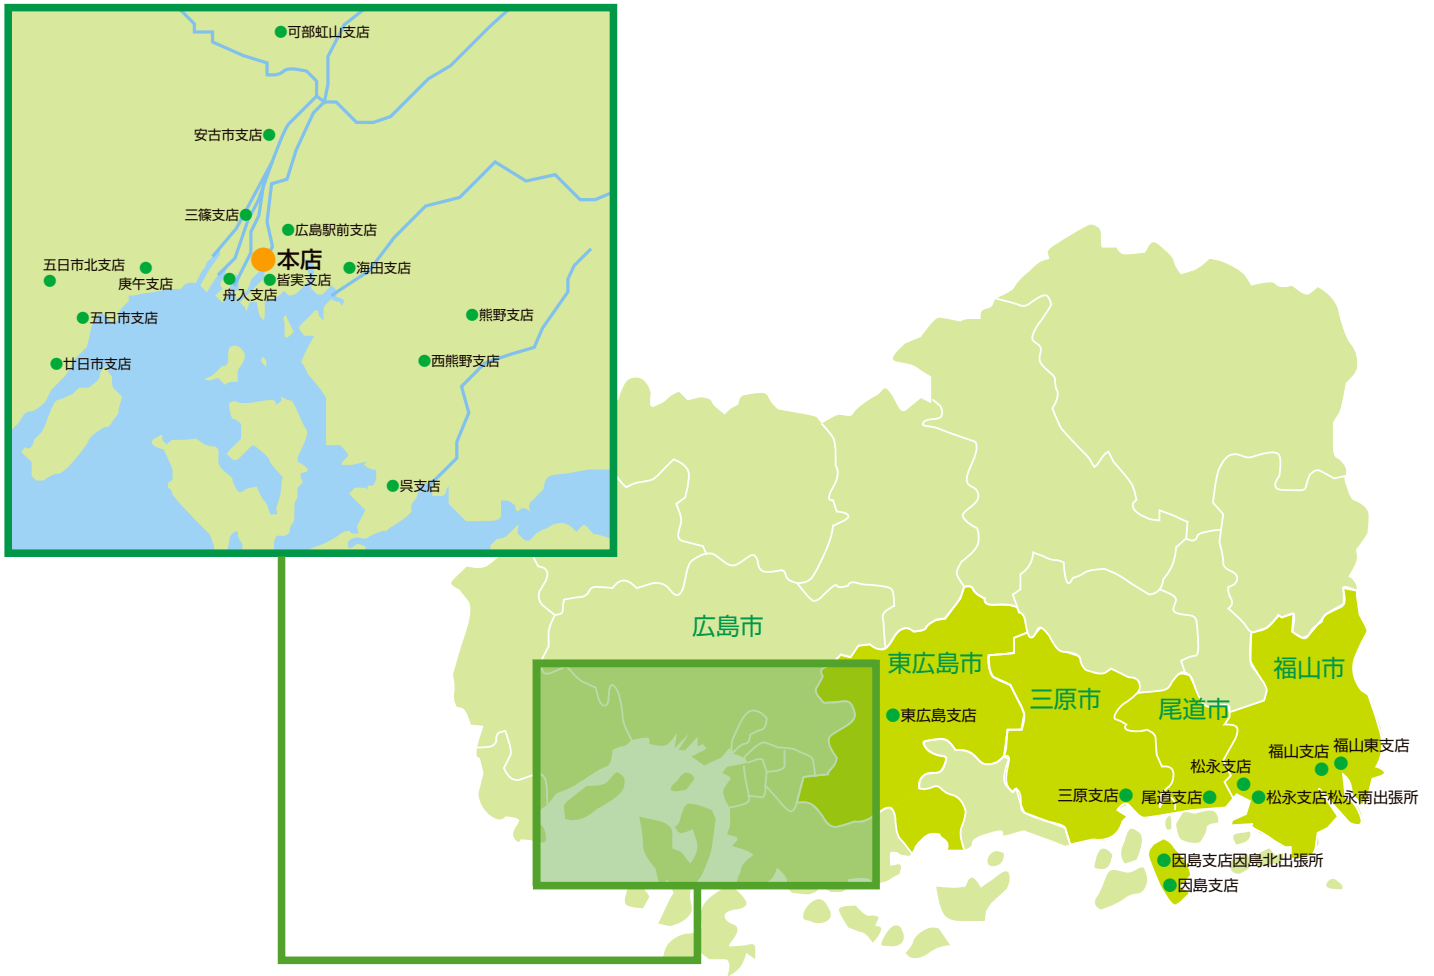 可部虹山支店
安古市支店
三篠支店
広島駅前支店
本店
五日市北支店
庚午支店
海田支店
皆実支店
舟入支店
五日市支店
熊野支店
廿日市支店
西熊野支店
呉支店
広島市
東広島市
福山市
三原市
尾道市
東広島支店
福山東支店
福山支店
松永支店
三原支店
尾道支店
松永支店松永南出張所
因島支店因島北出張所
因島支店